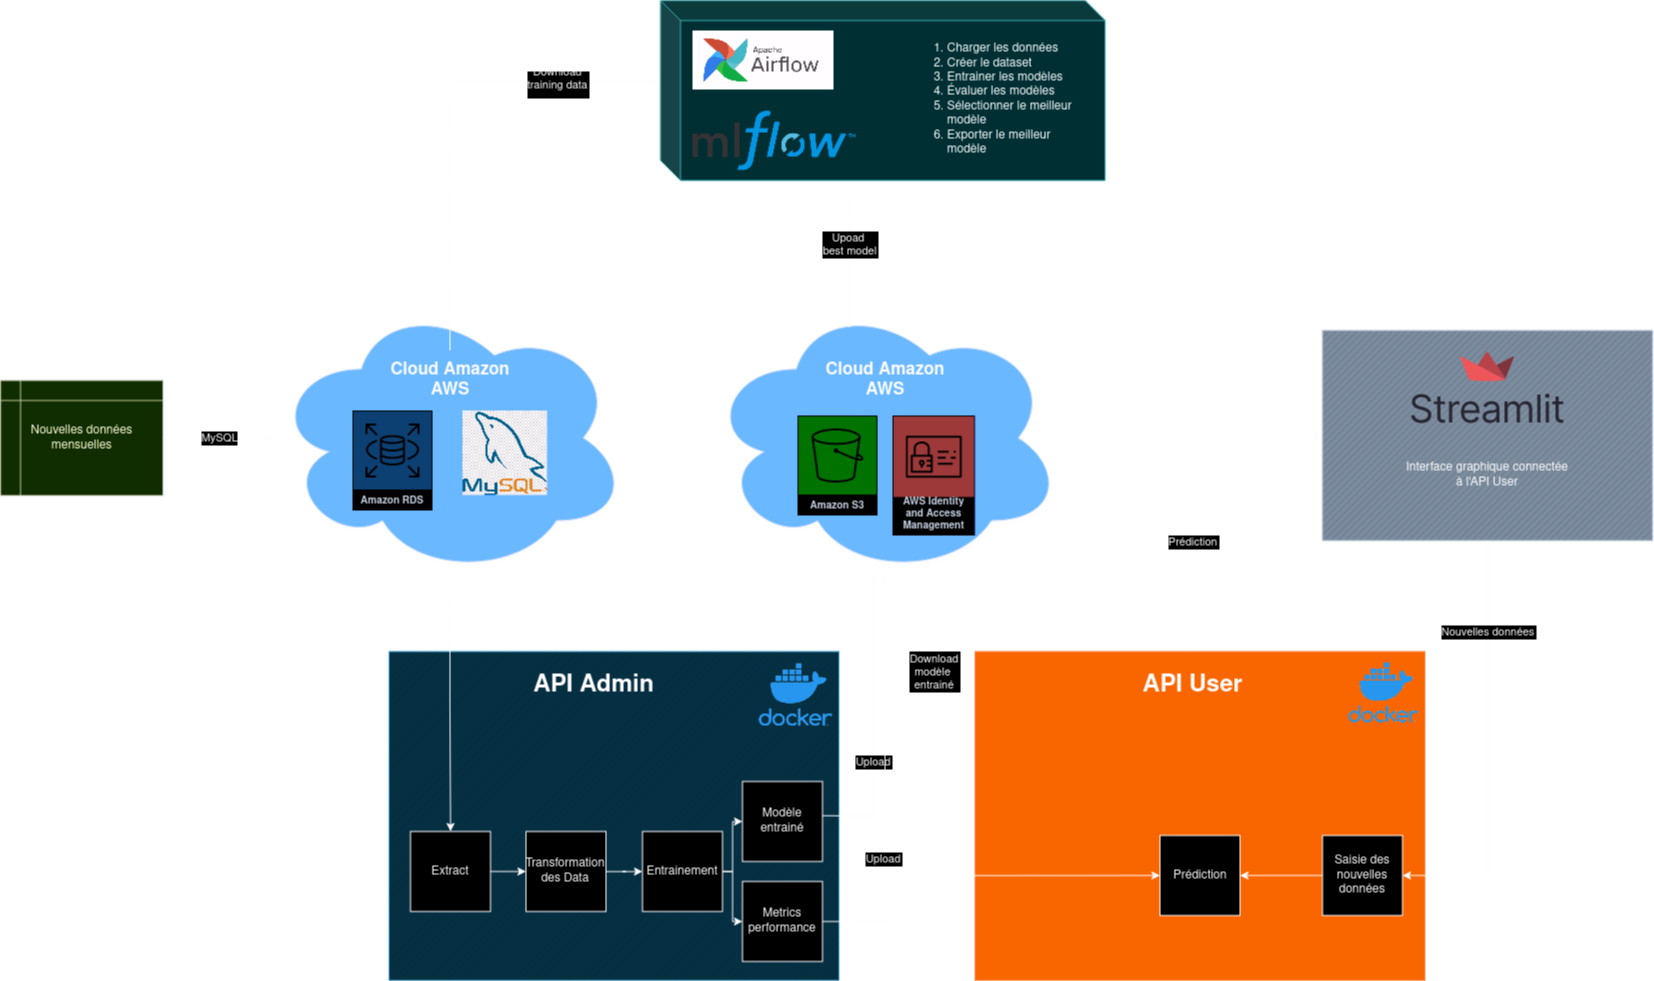 Download
training data
Apache
Airflow
mlflow™
1. Charger les données
2. Créer le dataset
3. Entrainer les modèles
4. Évaluer les modèles
5. Sélectionner le meilleur
modèle
6. Exporter le meilleur
modèle
Upoad
best model
Nouvelles données
mensuelles
MySQL
Cloud Amazon
AWS
Amazon RDS
MySQL
Cloud Amazon
AWS
Amazon S3
AWS Identity
and Access
Management
Streamlit
Interface graphique connectée
à l'API User
Prédiction
Nouvelles données
API Admin
docker
Extract
Transformation
des Data
Entrainement
Modèle
entrainé
Metrics
performance
Download
modèle
entrainé
Upload
Upload
API User
docker
Prédiction
Saisie des
nouvelles
données